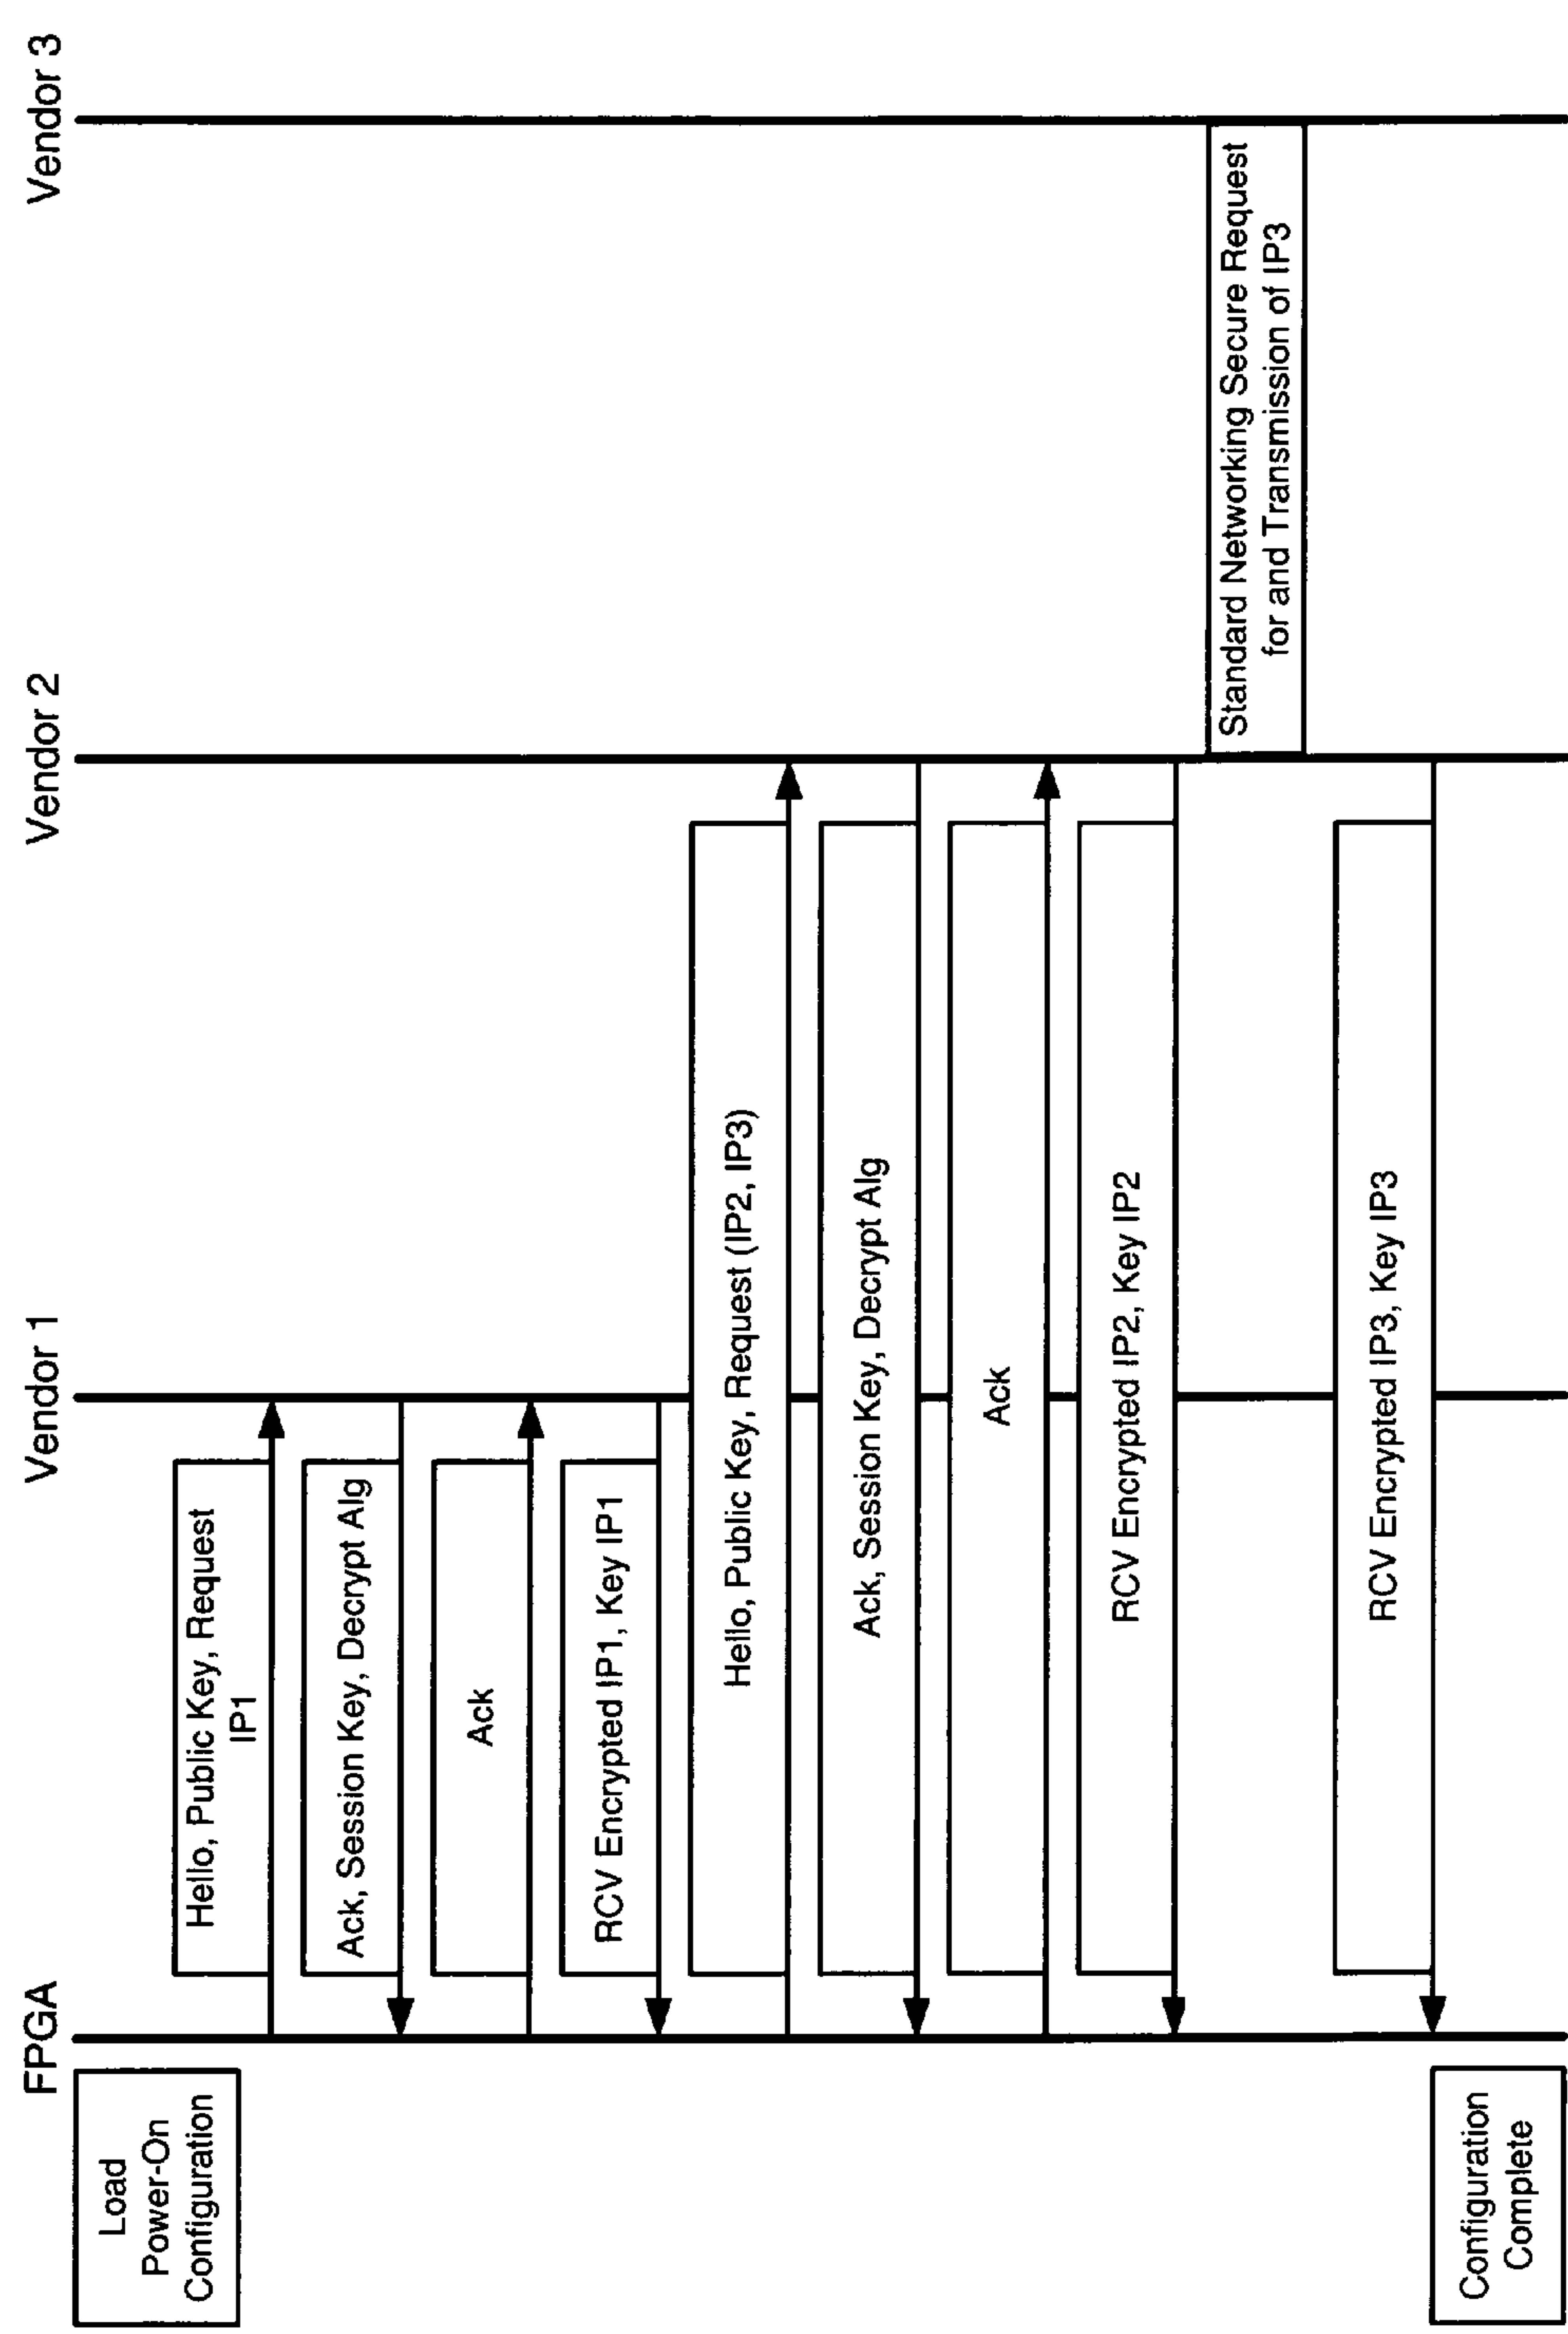 FPGA
Vendor 1
Vendor 2
Vendor 3
Load
Power-On
Configuration
Hello, Public Key, Request
IP1
Ack, Session Key, Decrypt Alg
Ack
RCV Encrypted IP1, Key IP1
Hello, Public Key, Request (IP2, IP3)
Ack, Session Key, Decrypt Alg
Ack
RCV Encrypted IP2, Key IP2
Standard Networking Secure Request
for and Transmission of IP3
RCV Encrypted IP3, Key IP3
Configuration
Complete